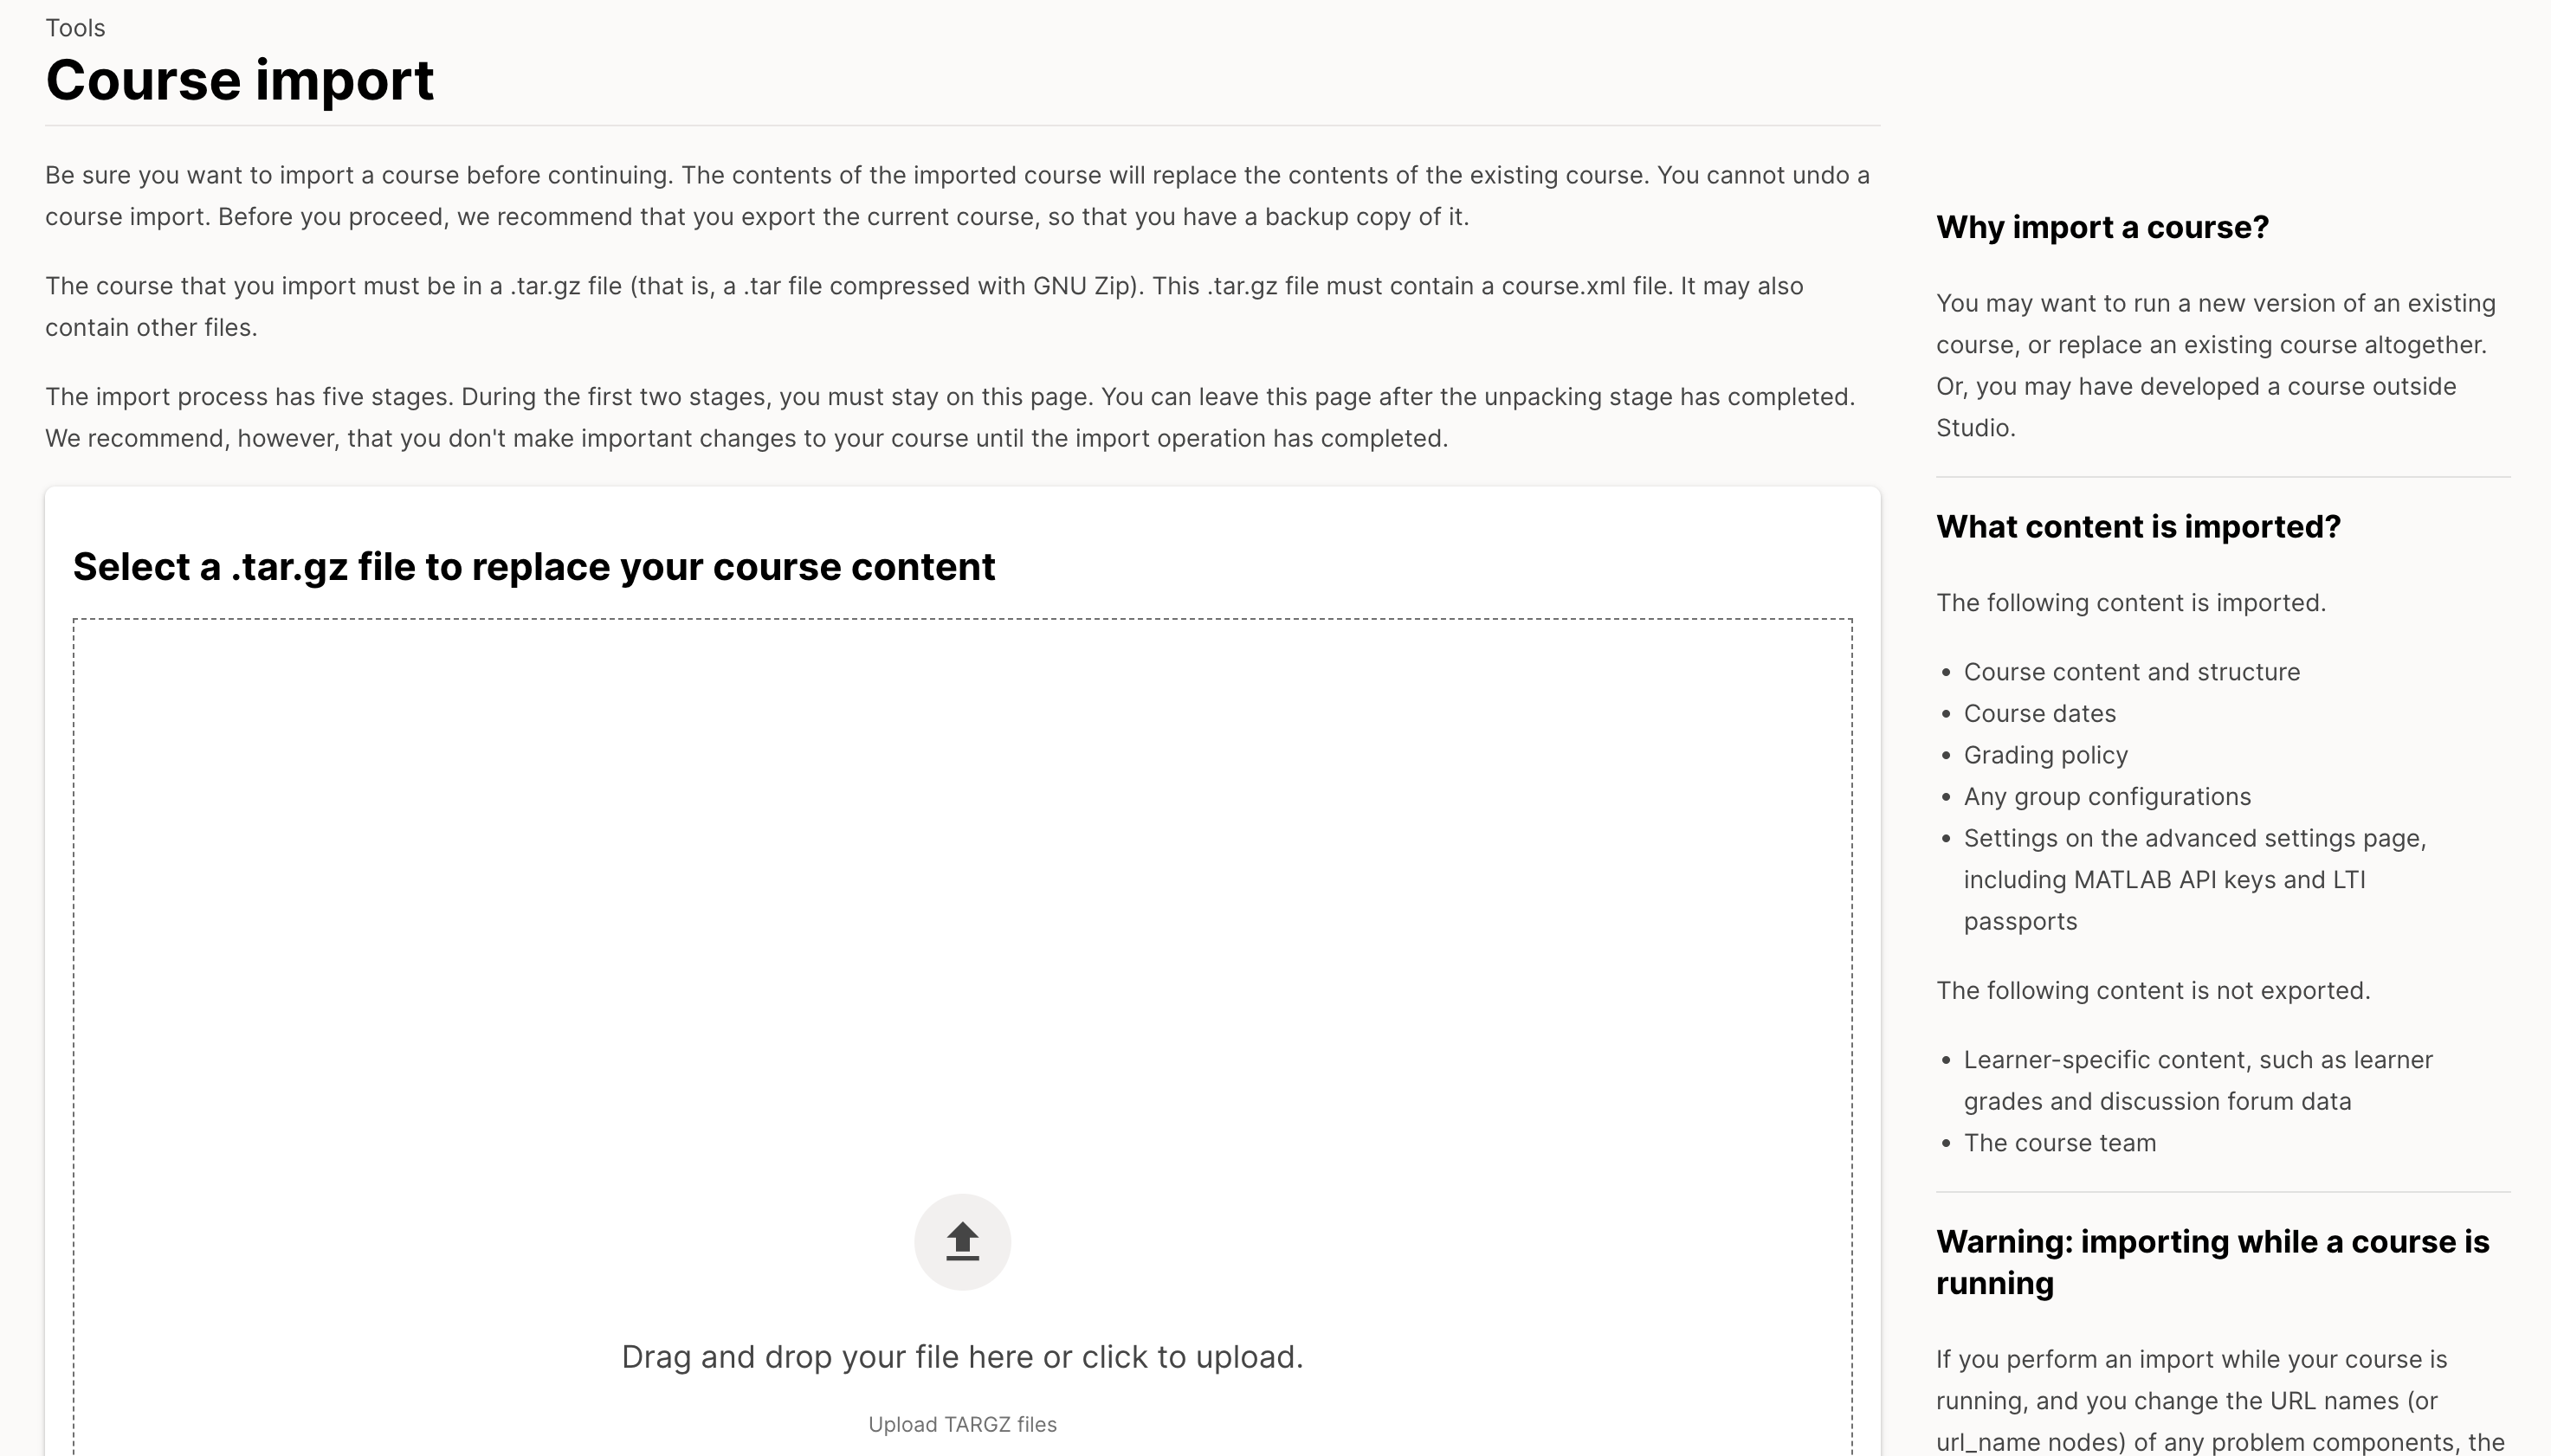 Tools
Course import
Be sure you want to import a course before continuing. The contents of the imported course will replace the contents of the existing course. You cannot undo a
course import. Before you proceed, we recommend that you export the current course, so that you have a backup copy of it.
The course that you import must be in a .tar.gz file (that is, a .tar file compressed with GNU Zip). This .tar.gz file must contain a course.xml file. It may also
contain other files.
The import process has five stages. During the first two stages, you must stay on this page. You can leave this page after the unpacking stage has completed.
We recommend, however, that you don't make important changes to your course until the import operation has completed.
Select a .tar.gz file to replace your course content
Drag and drop your file here or click to upload.
Upload TARGZ files
Why import a course?
You may want to run a new version of an existing
course, or replace an existing course altogether.
Or, you may have developed a course outside
Studio.
What content is imported?
The following content is imported.
• Course content and structure
• Course dates
• Grading policy
• Any group configurations
• Settings on the advanced settings page,
including MATLAB API keys and LTI
passports
The following content is not exported.
• Learner-specific content, such as learner
grades and discussion forum data
• The course team
Warning: importing while a course is
running
If you perform an import while your course is
running, and you change the URL names (or
url_name nodes) of any problem components, the